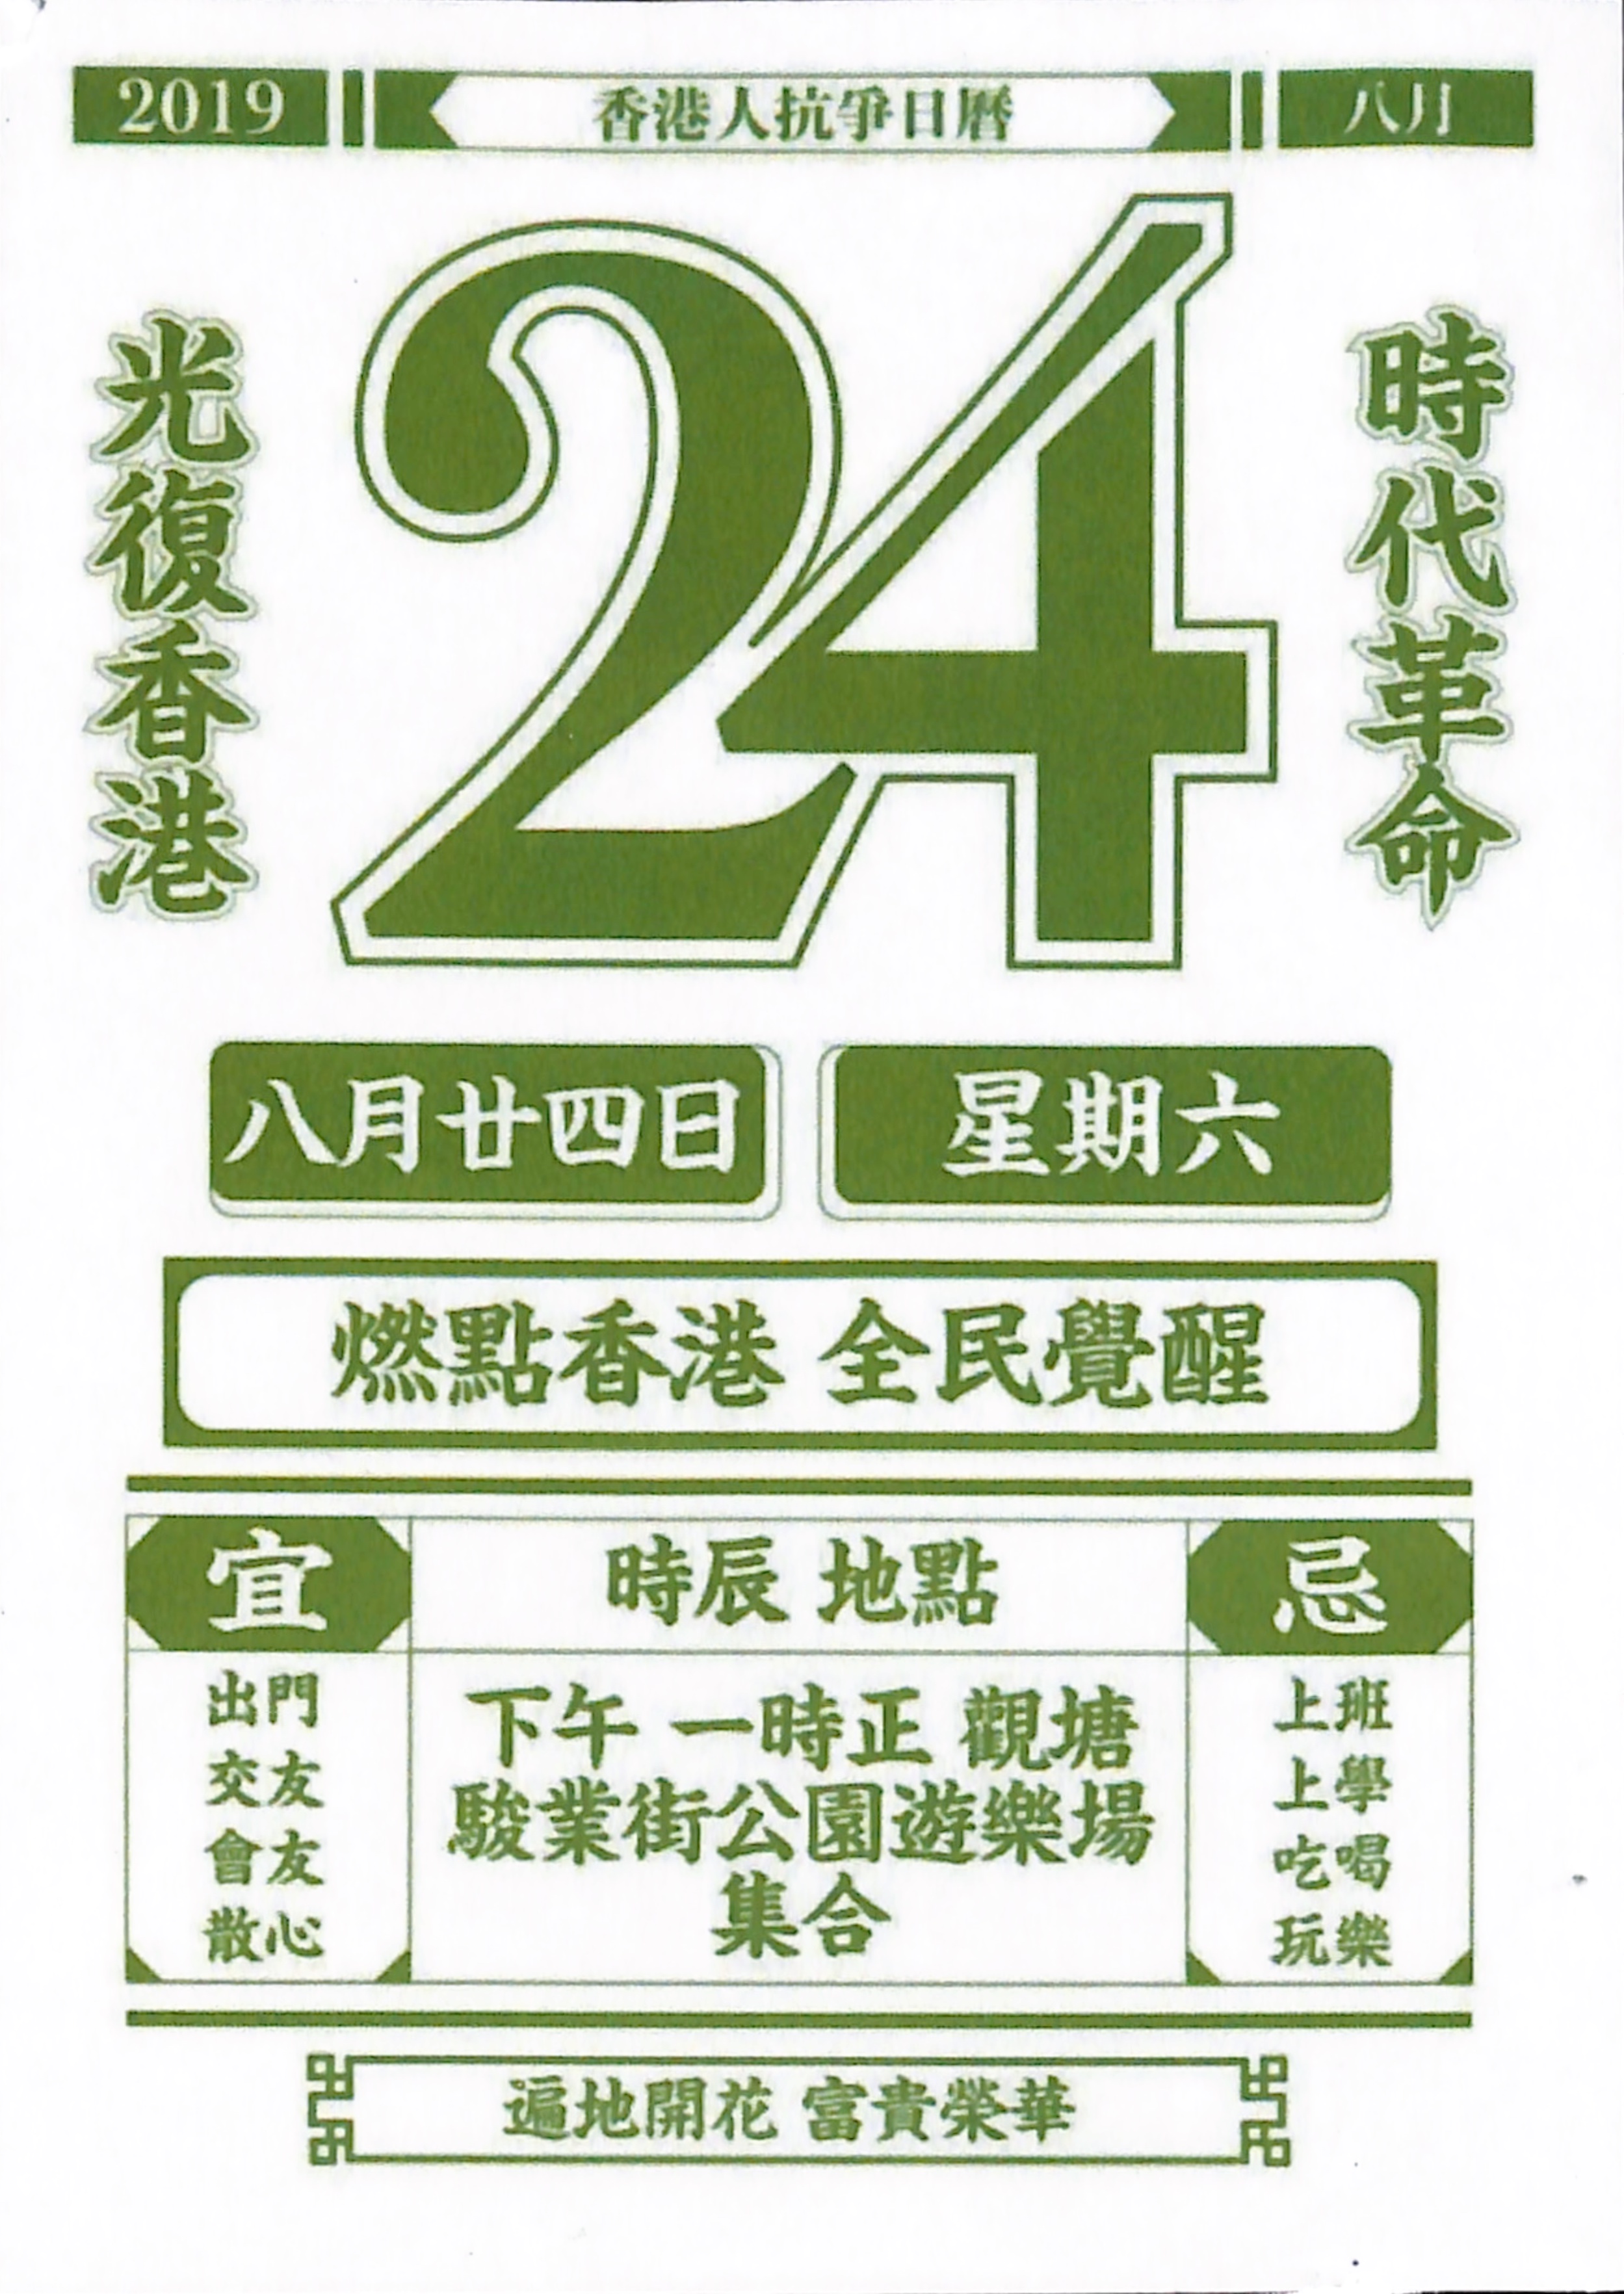 2019
香港人抗爭日曆
八月
24
光復香港
時代革命
八月廿四日
星期六
燃點香港 全民覺醒
宜
出門
交友
會友
散心
時辰 地點
下午 一時正 觀塘
駿業街公園遊樂場
集合
忌
上班
上學
吃喝
玩樂
遍地開花 富貴榮華